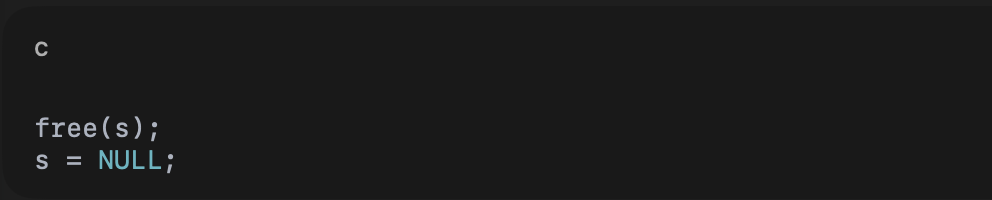 c
free(s);
s = NULL;